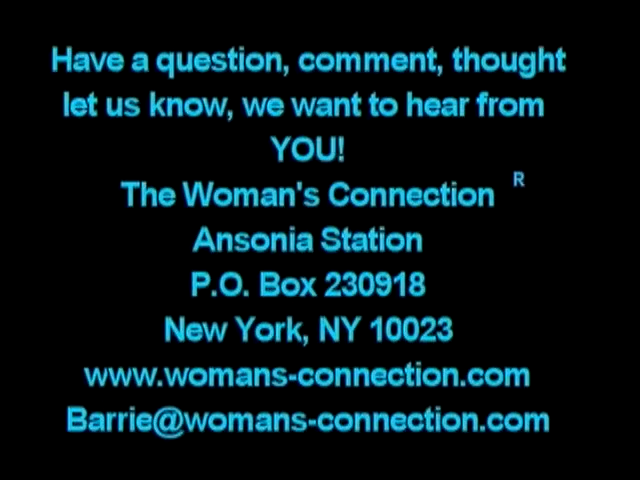 Have a question, comment, thought
let us know, we want to hear from
YOU!
The Woman's Connection R
Ansonia Station
P.O. Box 230918
New York, NY 10023
www.womans-connection.com
Barrie@womans-connection.com